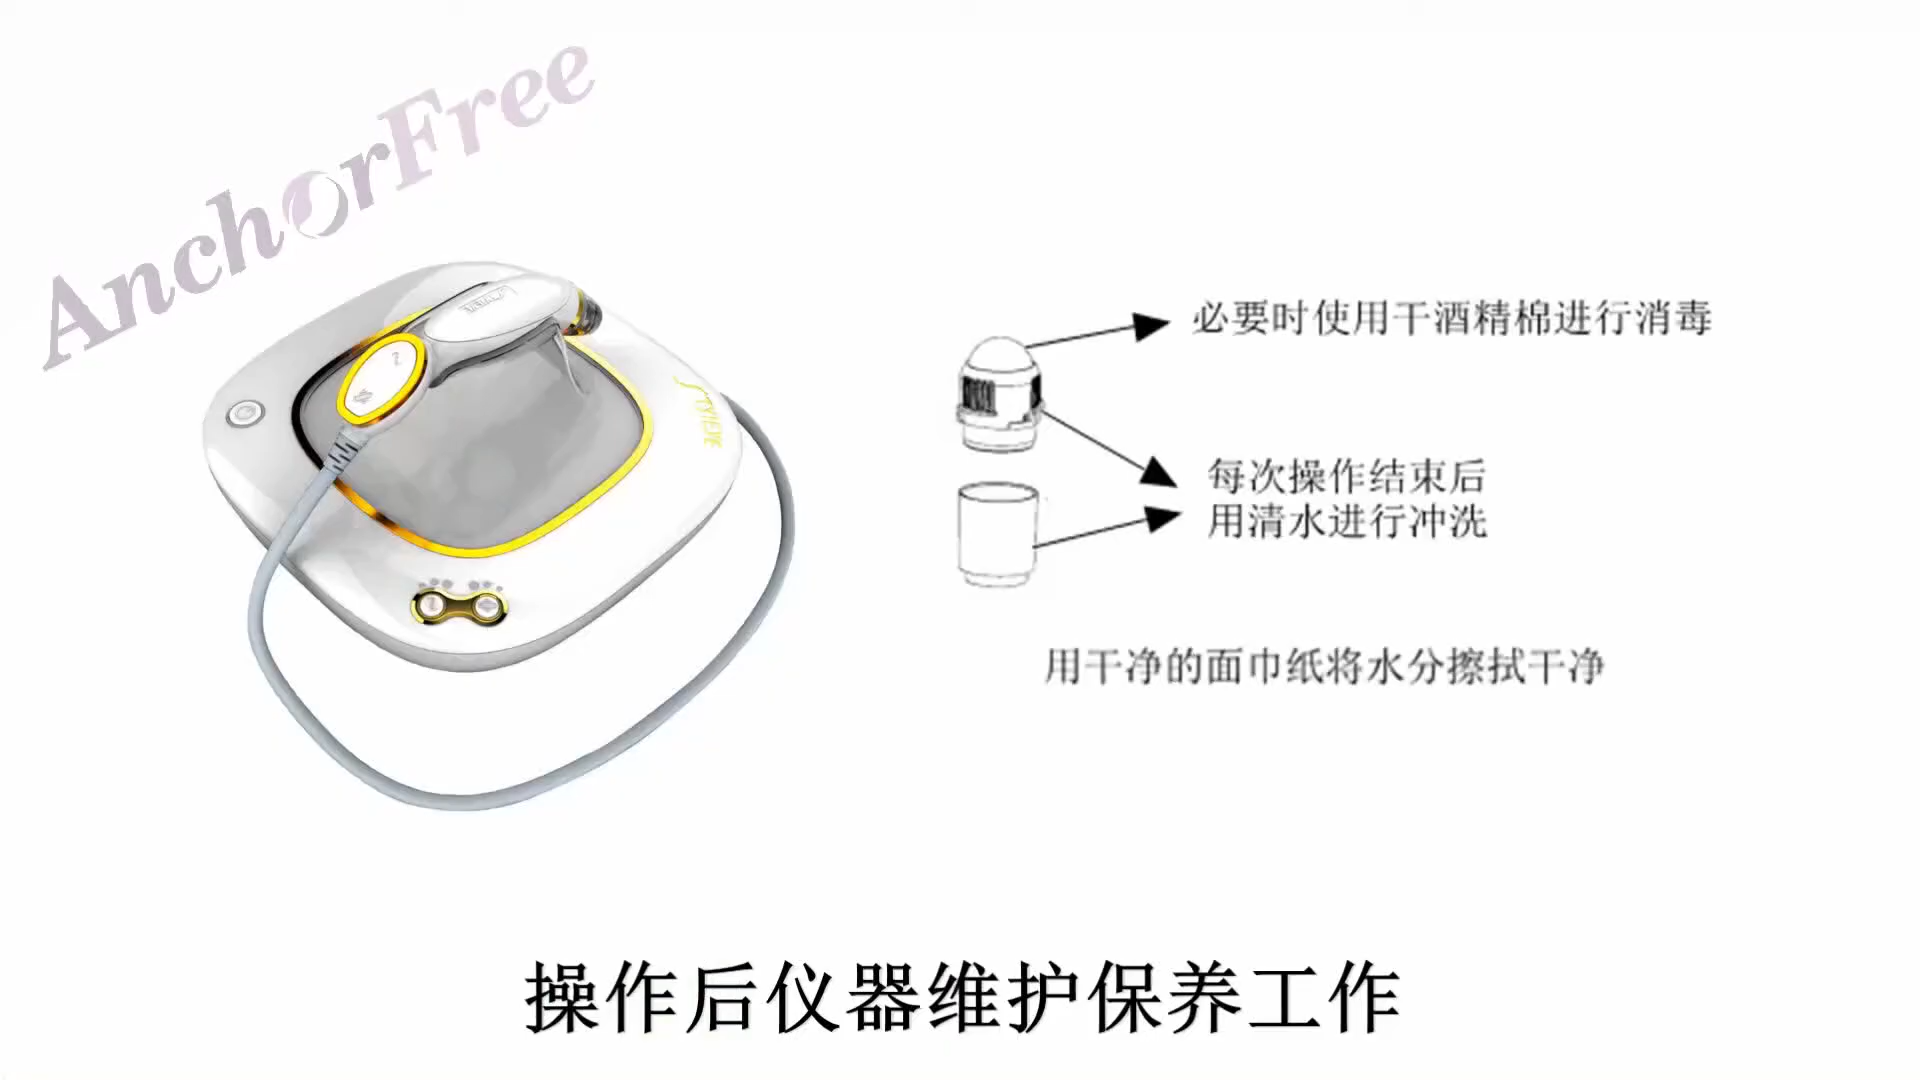 AnchorFree
必要时使用干酒精棉进行消毒
每次操作结束后
用清水进行冲洗
用干净的面巾纸将水分擦拭干净
操作后仪器维护保养工作